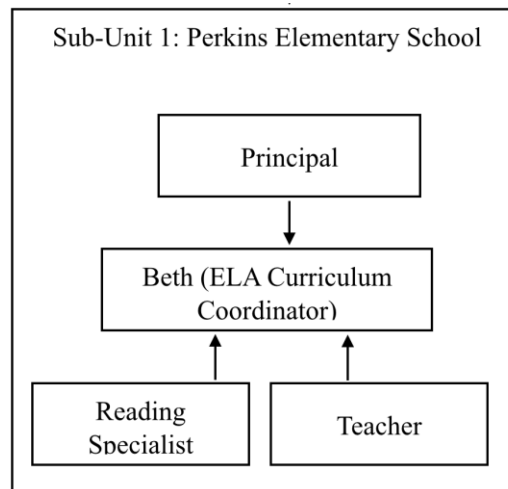 Sub-Unit 1: Perkins Elementary School
Principal
Beth (ELA Curriculum
Coordinator)
Reading
Specialist
Teacher